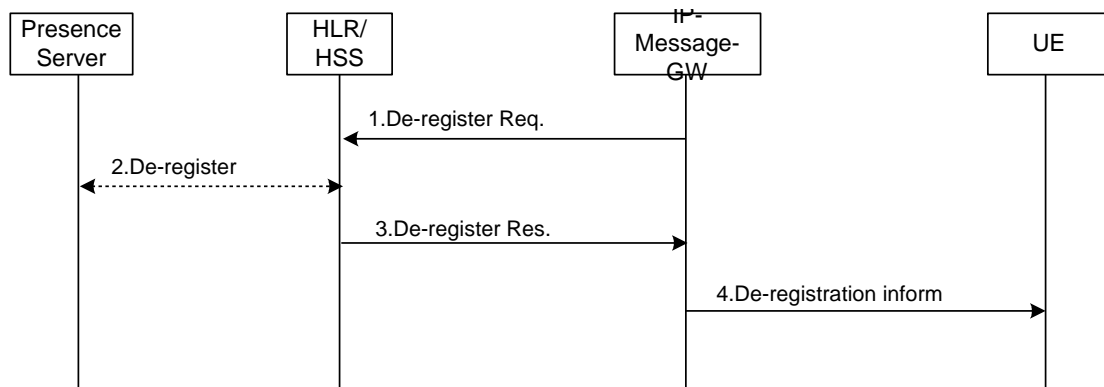 Presence
Server
HLR/
HSS
IP-
Message-
GW
UE
1.De-register Req.
2.De-register
3.De-register Res.
4.De-registration inform